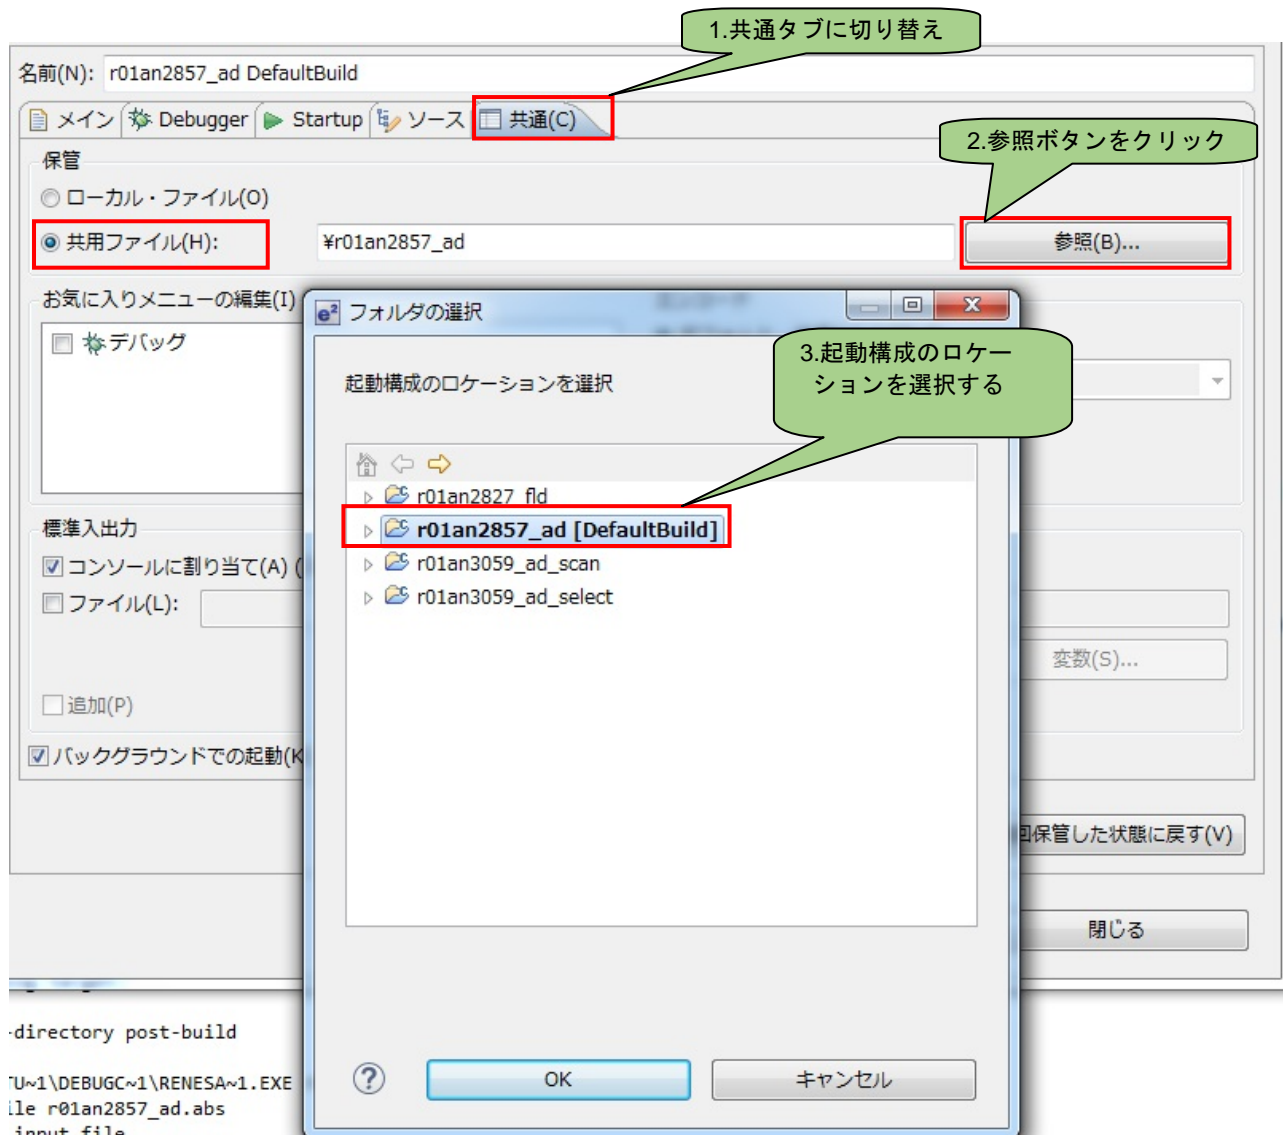 1.共通タブに切り替え
名前(N): r01an2857_ad DefaultBuild
メイン Debugger Startup ソース 共通(C)
2.参照ボタンをクリック
保管
ローカル・ファイル(O)
共用ファイル(H): ¥r01an2857_ad 参照(B)...
お気に入りメニューの編集(I)
デバッグ
e² フォルダの選択
3.起動構成のロケー
ションを選択する
起動構成のロケーションを選択
r01an2827_fld
r01an2857_ad [DefaultBuild]
r01an3059_ad_scan
r01an3059_ad_select
標準入出力
コンソールに割り当て(A) (
ファイル(L):
変数(S)...
追加(P)
バックグラウンドでの起動(K
回保管した状態に戻す(V)
閉じる
-directory post-build
TU~1\DEBUGC~1\RENESA~1.EXE
ile r01an2857_ad.abs
input file
OK キャンセル